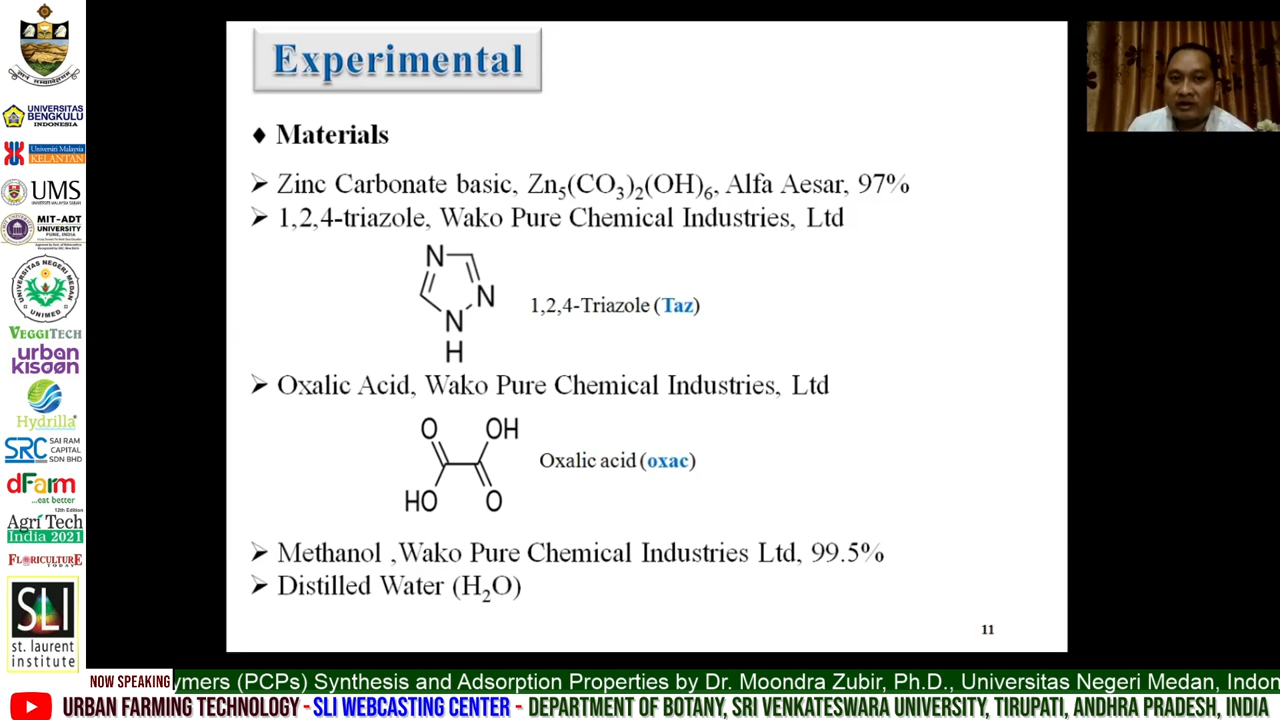 Experimental
♦ Materials
➢ Zinc Carbonate basic, Zn₅(CO₃)₂(OH)₆, Alfa Aesar, 97%
➢ 1,2,4-triazole, Wako Pure Chemical Industries, Ltd
N
N
N
H
1,2,4-Triazole (Taz)
➢ Oxalic Acid, Wako Pure Chemical Industries, Ltd
O
OH
HO
O
Oxalic acid (oxac)
➢ Methanol ,Wako Pure Chemical Industries Ltd, 99.5%
➢ Distilled Water (H₂O)
11
UNIVERSITAS
BENGKULU
INDONESIA
Universiti Malaysia
KELANTAN
UMS
MIT-ADT
UNIVERSITY
PUNE, INDIA
UNIVERSITAS NEGERI MEDAN
UNIMED
VEGGITECH
urban
kisaan
Hydrilla
SRC
SAI RAM
CAPITAL
SDN BHD
dFarm
...eat better
12th Edition
Agri Tech
India 2021
FLORICULTURE
TODAY
SLI
st. laurent
institute
NOW SPEAKING
ymers (PCPs) Synthesis and Adsorption Properties by Dr. Moondra Zubir, Ph.D., Universitas Negeri Medan, Indon
URBAN FARMING TECHNOLOGY - SLI WEBCASTING CENTER - DEPARTMENT OF BOTANY, SRI VENKATESWARA UNIVERSITY, TIRUPATI, ANDHRA PRADESH, INDIA